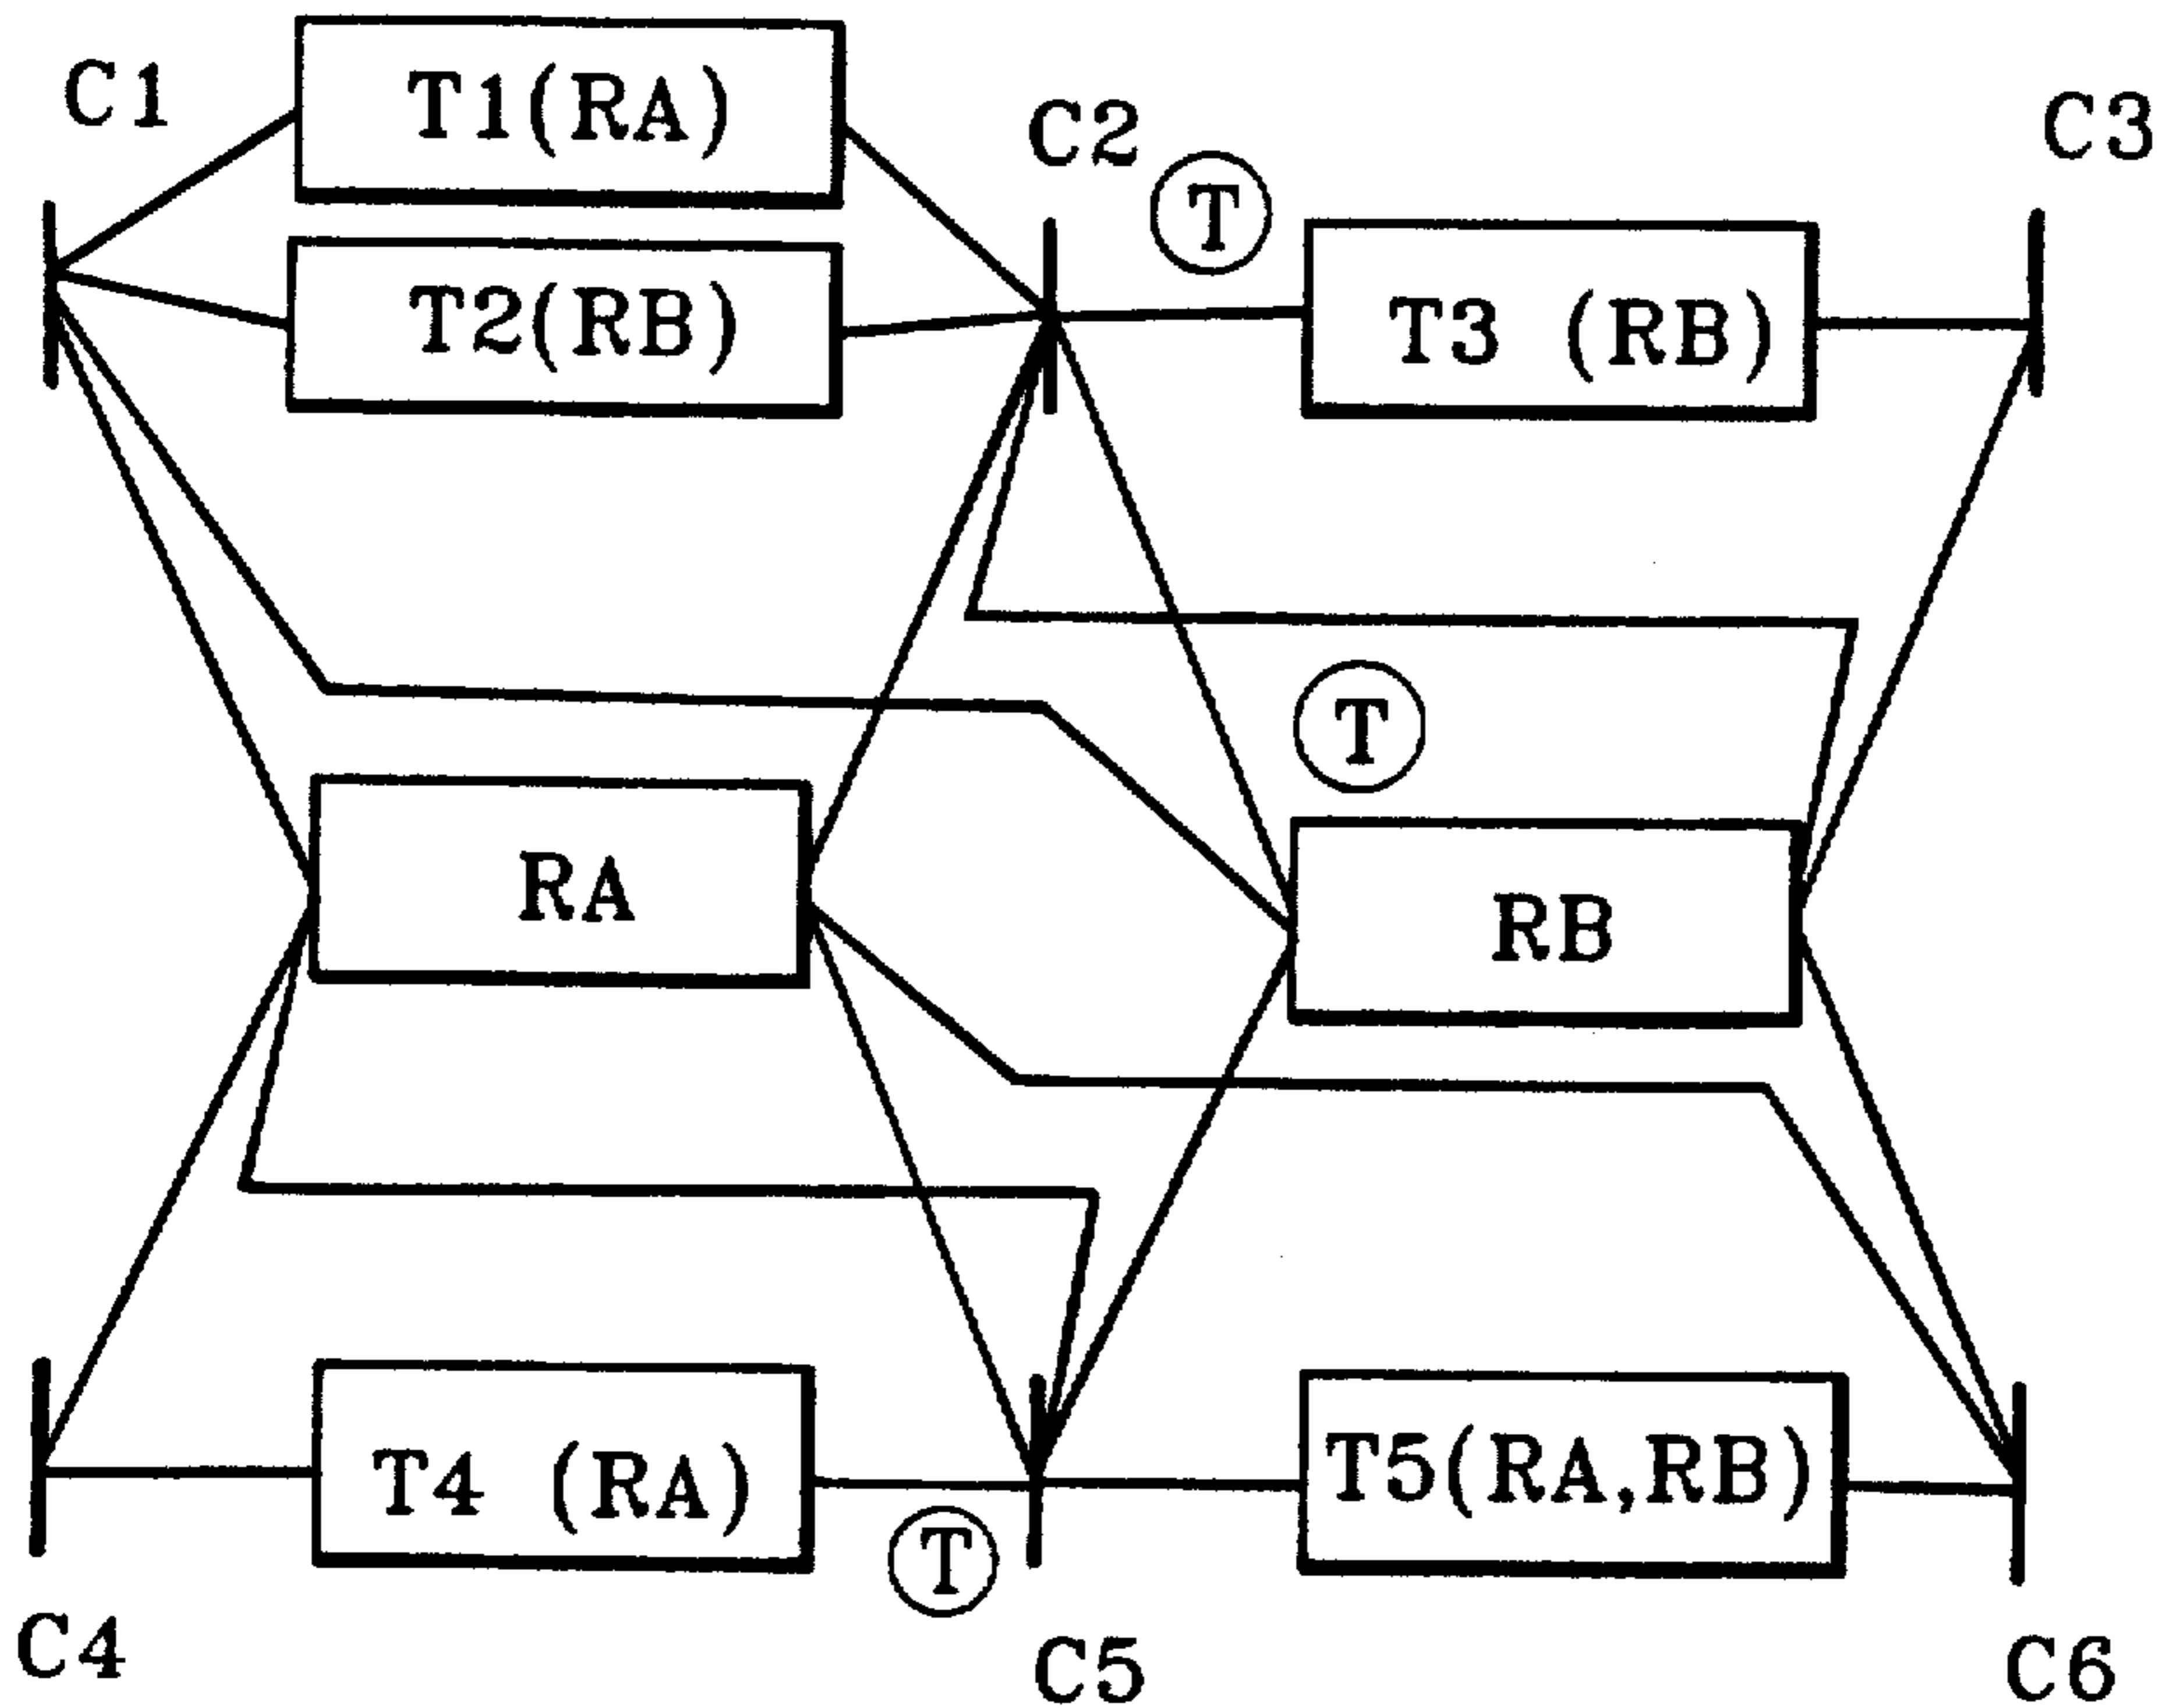 C1
T1(RA)
C2
C3
T
T2(RB)
T3 (RB)
T
RA
RB
T4 (RA)
T5(RA,RB)
T
C4
C5
C6